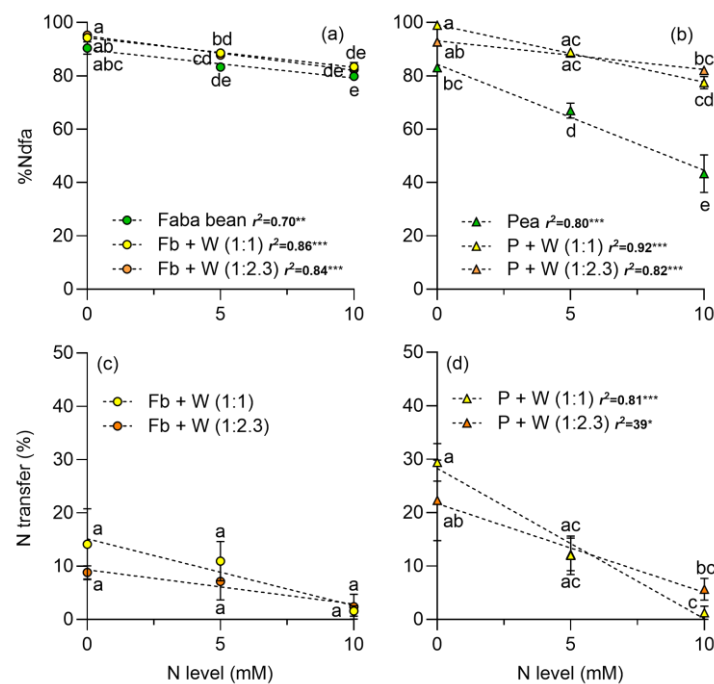 (a)
100
80
60
40
20
0
%Ndfa
a
ab
abc
bd
cd
de
de
de
e
Faba bean r²=0.70**
Fb + W (1:1) r²=0.86***
Fb + W (1:2.3) r²=0.84***
0 5 10
(b)
100
80
60
40
20
0
a
ab
bc
ac
ac
d
bc
cd
e
Pea r²=0.80***
P + W (1:1) r²=0.92***
P + W (1:2.3) r²=0.82***
0 5 10
(c)
50
40
30
20
10
0
N transfer (%)
Fb + W (1:1)
Fb + W (1:2.3)
a
a
a
a
a
a
0 5 10
N level (mM)
(d)
50
40
30
20
10
0
P + W (1:1) r²=0.81***
P + W (1:2.3) r²=39*
a
ab
ac
ac
bc
c
0 5 10
N level (mM)